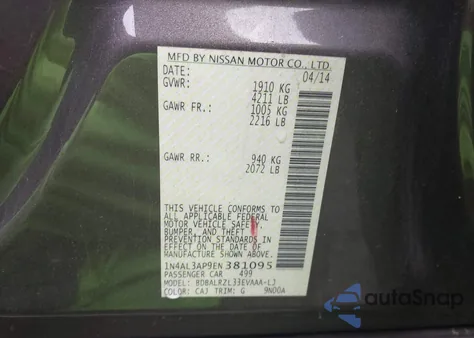 MFD BY NISSAN MOTOR CO., LTD.
DATE: 04/14
GVWR: 1910 KG
4211 LB
GAWR FR.: 1005 KG
2216 LB
GAWR RR.: 940 KG
2072 LB
THIS VEHICLE CONFORMS TO
ALL APPLICABLE FEDERAL
MOTOR VEHICLE SAFETY,
BUMPER, AND THEFT
PREVENTION STANDARDS IN
EFFECT ON THE DATE OF
MANUFACTURE SHOWN ABOVE.
1N4AL3AP9EN381095
PASSENGER CAR 499
MODEL: BDBALRZL33EVAAA-LJ
COLOR: CAJ TRIM: G 9N00A
AutoSnap